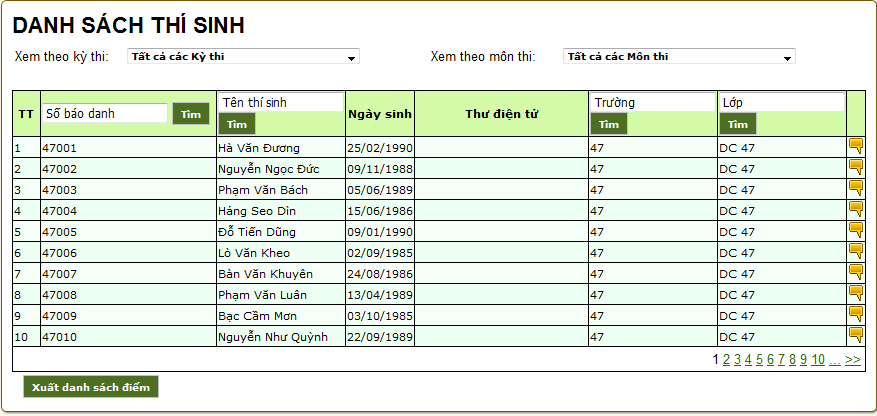 DANH SÁCH THÍ SINH
Xem theo kỳ thi: Tất cả các Kỳ thi Xem theo môn thi: Tất cả các Môn thi
TT Số báo danh Tìm Tên thí sinh Tìm Ngày sinh Thư điện tử Trường Tìm Lớp Tìm
1 47001 Hà Văn Đương 25/02/1990 47 DC 47
2 47002 Nguyễn Ngọc Đức 09/11/1988 47 DC 47
3 47003 Phạm Văn Bách 05/06/1989 47 DC 47
4 47004 Háng Seo Dìn 15/06/1986 47 DC 47
5 47005 Đỗ Tiến Dũng 09/01/1990 47 DC 47
6 47006 Lò Văn Kheo 02/09/1985 47 DC 47
7 47007 Bàn Văn Khuyên 24/08/1986 47 DC 47
8 47008 Phạm Văn Luân 13/04/1989 47 DC 47
9 47009 Bạc Cầm Mơn 03/10/1985 47 DC 47
10 47010 Nguyễn Như Quỳnh 22/09/1989 47 DC 47
1 2 3 4 5 6 7 8 9 10 ... >>
Xuất danh sách điểm